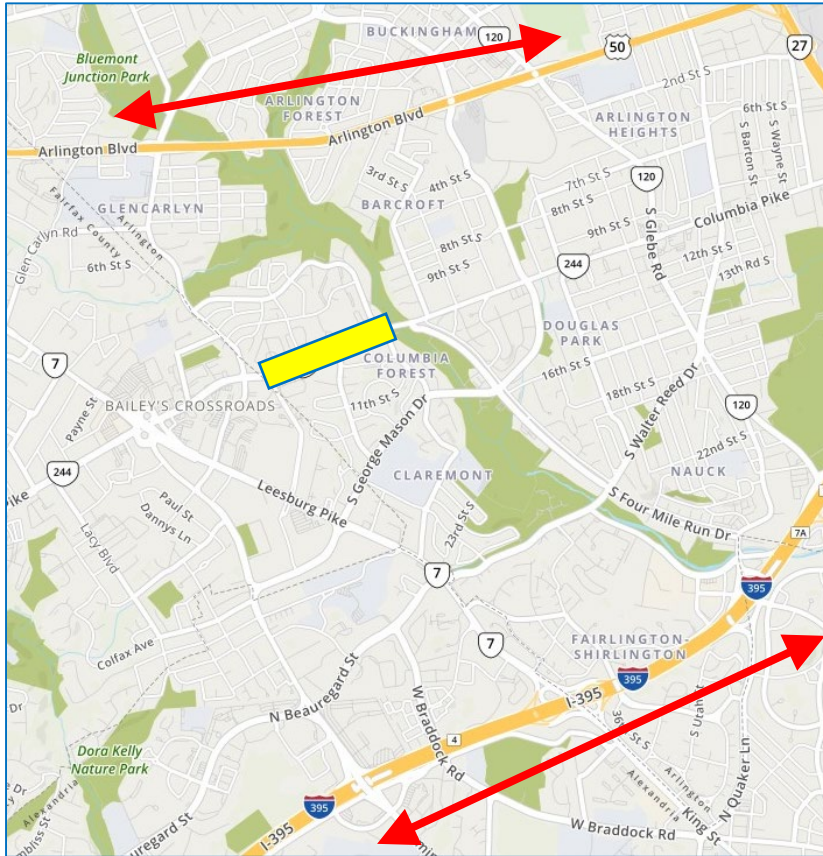 BUCKINGHAM
120
50
27
Bluemont
Junction Park
ARLINGTON
FOREST
2nd St S
Arlington Blvd
Arlington Blvd
ARLINGTON
HEIGHTS
6th St S
S Barton St
S Wayne St
3rd St S
4th St S
7th St S
120
8th St S
BARCROFT
GLENCARLYN
Fairfax County
Arlington
Glen Carlyn Rd
6th St S
8th St S
9th St S
9th St S
S Glebe Rd
Columbia Pike
244
12th St S
13th Rd S
DOUGLAS
PARK
7
COLUMBIA
FOREST
16th St S
18th St S
11th St S
BAILEY'S CROSSROADS
Payne St
S George Mason Dr
S Walter Reed Dr
120
22nd St S
NAUCK
244
Pike
Leesburg Pike
CLAREMONT
Paul St
Dannys Ln
Lacy Blvd
23rd St S
S Four Mile Run Dr
7A
7
395
Colfax Ave
7
FAIRLINGTON-
SHIRLINGTON
395
N Beauregard St
W Braddock Rd
I-395
36th St S
S Utah St
N Quaker Ln
Dr
Dora Kelly
Nature Park
4
Arlington
Alexandria
King St
Alexandria
395
I-395
W Braddock Rd